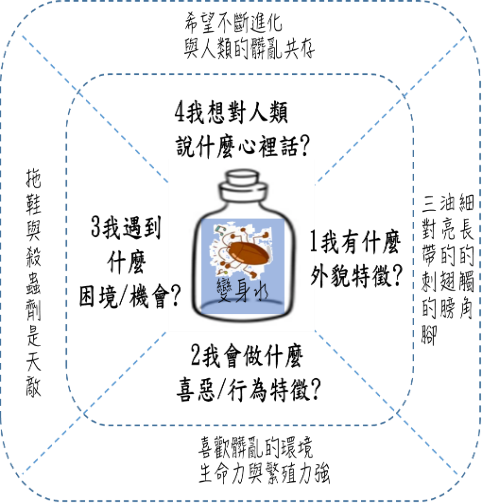 希望不斷進化
與人類的髒亂共存
4我想對人類
說什麼心裡話?
拖鞋與殺蟲劑是天敵
3我遇到
什麼
困境/機會?
變身水
1我有什麼
外貌特徵?
細長的觸角
油亮的翅膀
三對帶刺的腳
2我會做什麼
喜惡/行為特徵?
喜歡髒亂的環境
生命力與繁殖力強